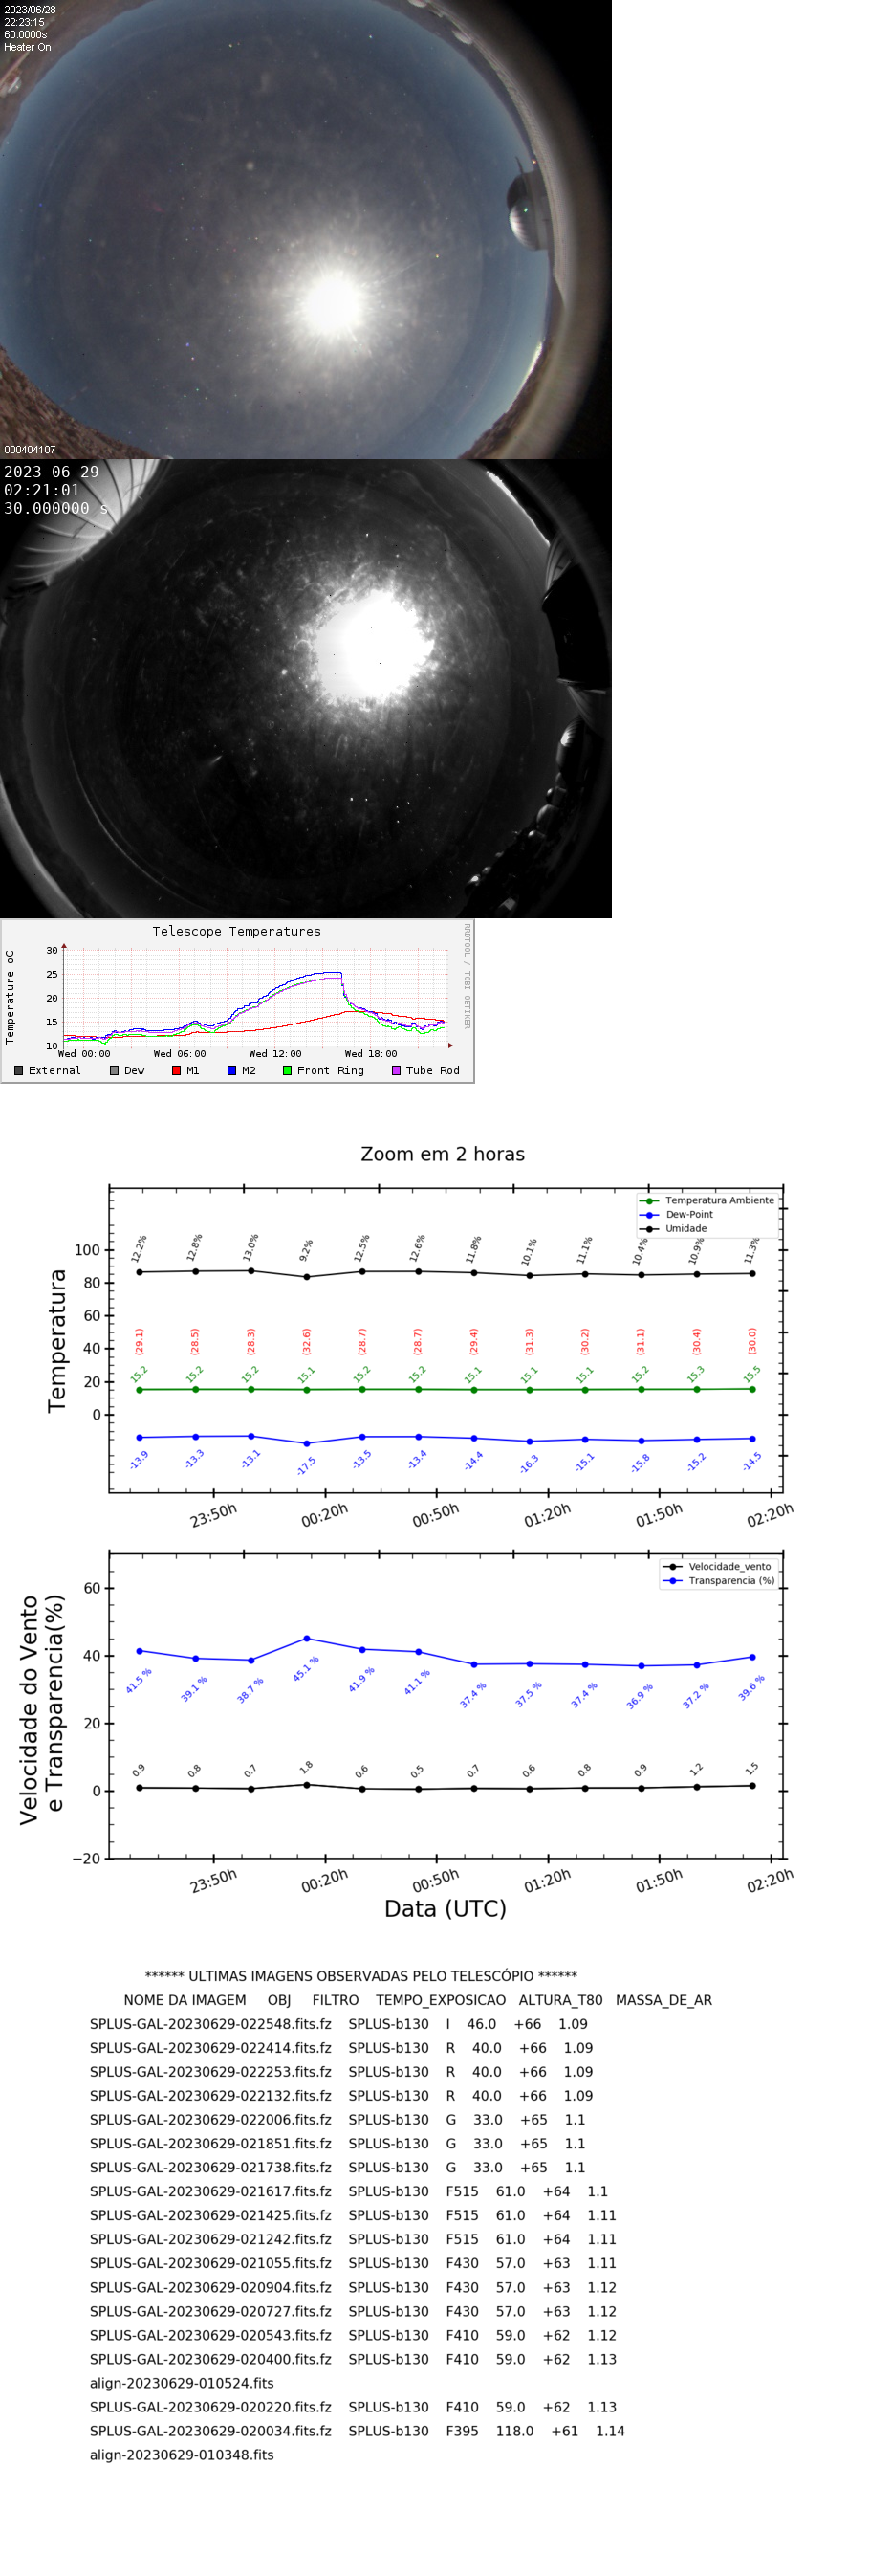 2023/06/28
22:23:15
60.0000s
Heater On
000404107
2023-06-29
02:21:01
30.000000 s
Telescope Temperatures
RRDTOOL / TOBI OETIKER
Temperature oC
30
25
20
15
10
Wed 00:00 Wed 06:00 Wed 12:00 Wed 18:00
External Dew M1 M2 Front Ring Tube Rod
Zoom em 2 horas
Temperatura
Temperatura Ambiente
Dew-Point
Umidade
100
80
60
40
20
0
12.2% 12.8% 13.0% 9.2% 12.5% 12.6% 11.8% 10.1% 11.1% 10.4% 10.9% 11.3%
(29.1) (28.5) (28.3) (32.6) (28.7) (28.7) (29.4) (31.3) (30.2) (31.1) (30.4) (30.0)
15.2 15.2 15.2 15.1 15.2 15.2 15.1 15.1 15.1 15.2 15.3 15.5
-13.9 -13.3 -13.1 -17.5 -13.5 -13.4 -14.4 -16.3 -15.1 -15.8 -15.2 -14.5
23:50h 00:20h 00:50h 01:20h 01:50h 02:20h
Velocidade do Vento
e Transparencia(%)
Velocidade_vento
Transparencia (%)
60
40
20
0
−20
41.5 % 39.1 % 38.7 % 45.1 % 41.9 % 41.1 % 37.4 % 37.5 % 37.4 % 36.9 % 37.2 % 39.6 %
0.9 0.8 0.7 1.8 0.6 0.5 0.7 0.6 0.8 0.9 1.2 1.5
23:50h 00:20h 00:50h 01:20h 01:50h 02:20h
Data (UTC)
****** ULTIMAS IMAGENS OBSERVADAS PELO TELESCÓPIO ******
NOME DA IMAGEM OBJ FILTRO TEMPO_EXPOSICAO ALTURA_T80 MASSA_DE_AR
SPLUS-GAL-20230629-022548.fits.fz SPLUS-b130 I 46.0 +66 1.09
SPLUS-GAL-20230629-022414.fits.fz SPLUS-b130 R 40.0 +66 1.09
SPLUS-GAL-20230629-022253.fits.fz SPLUS-b130 R 40.0 +66 1.09
SPLUS-GAL-20230629-022132.fits.fz SPLUS-b130 R 40.0 +66 1.09
SPLUS-GAL-20230629-022006.fits.fz SPLUS-b130 G 33.0 +65 1.1
SPLUS-GAL-20230629-021851.fits.fz SPLUS-b130 G 33.0 +65 1.1
SPLUS-GAL-20230629-021738.fits.fz SPLUS-b130 G 33.0 +65 1.1
SPLUS-GAL-20230629-021617.fits.fz SPLUS-b130 F515 61.0 +64 1.1
SPLUS-GAL-20230629-021425.fits.fz SPLUS-b130 F515 61.0 +64 1.11
SPLUS-GAL-20230629-021242.fits.fz SPLUS-b130 F515 61.0 +64 1.11
SPLUS-GAL-20230629-021055.fits.fz SPLUS-b130 F430 57.0 +63 1.11
SPLUS-GAL-20230629-020904.fits.fz SPLUS-b130 F430 57.0 +63 1.12
SPLUS-GAL-20230629-020727.fits.fz SPLUS-b130 F430 57.0 +63 1.12
SPLUS-GAL-20230629-020543.fits.fz SPLUS-b130 F410 59.0 +62 1.12
SPLUS-GAL-20230629-020400.fits.fz SPLUS-b130 F410 59.0 +62 1.13
align-20230629-010524.fits
SPLUS-GAL-20230629-020220.fits.fz SPLUS-b130 F410 59.0 +62 1.13
SPLUS-GAL-20230629-020034.fits.fz SPLUS-b130 F395 118.0 +61 1.14
align-20230629-010348.fits